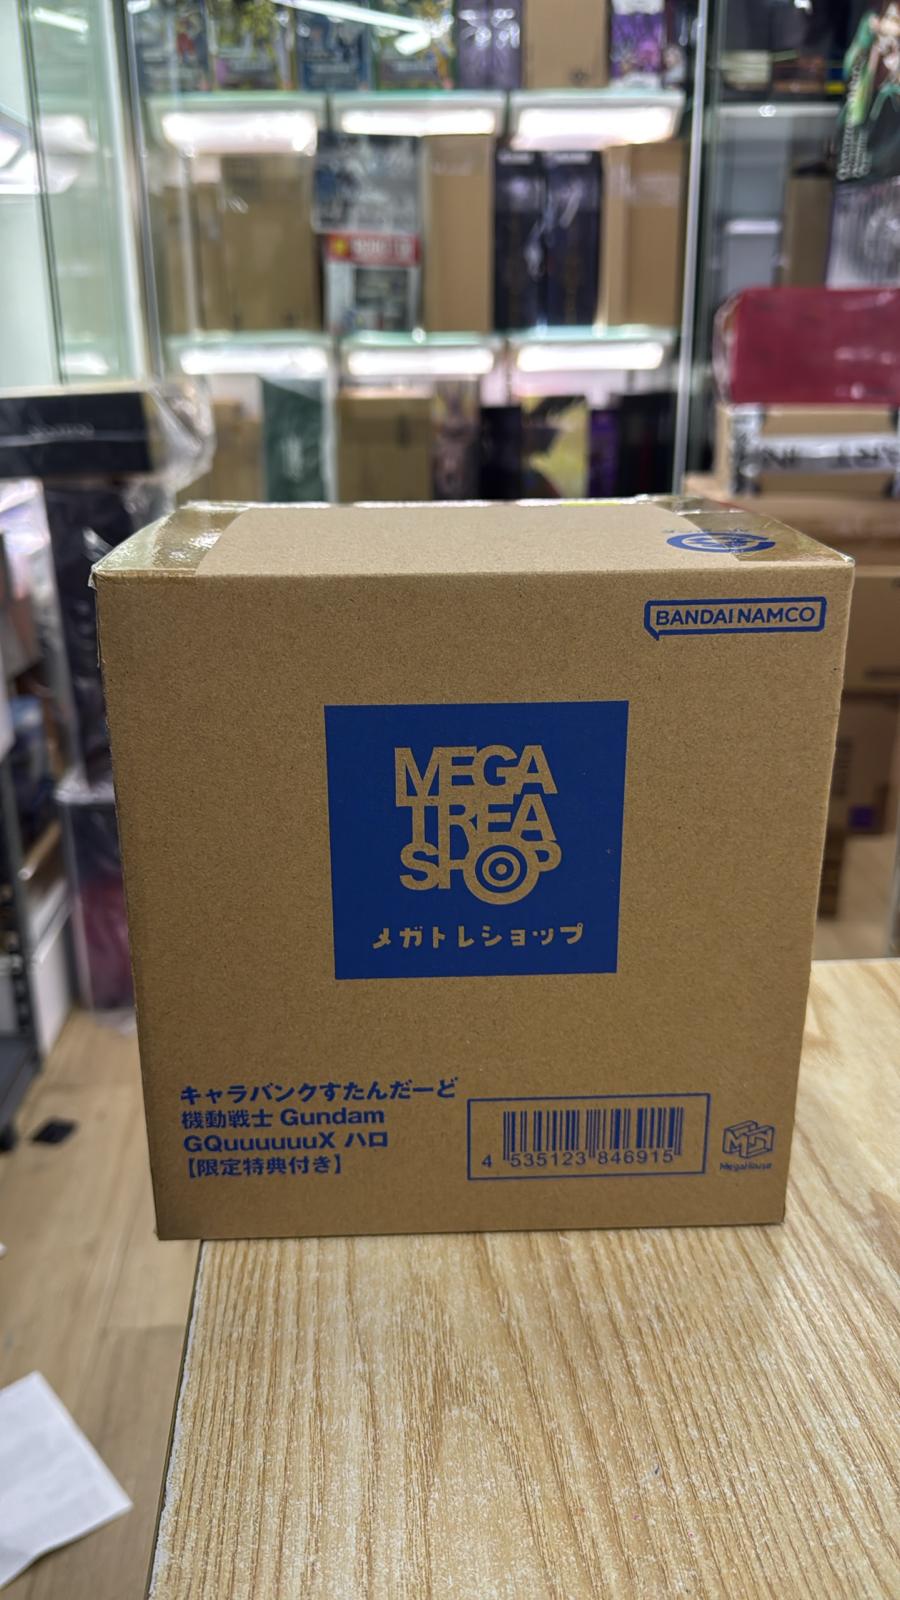 BANDAI NAMCO
MEGA
TREA
SHOP
メガトレショップ
キャラバンクすたんだーど
機動戦士 Gundam
GQuuuuuuX ハロ
【限定特典付き】
4 535123 846915
MegaHouse